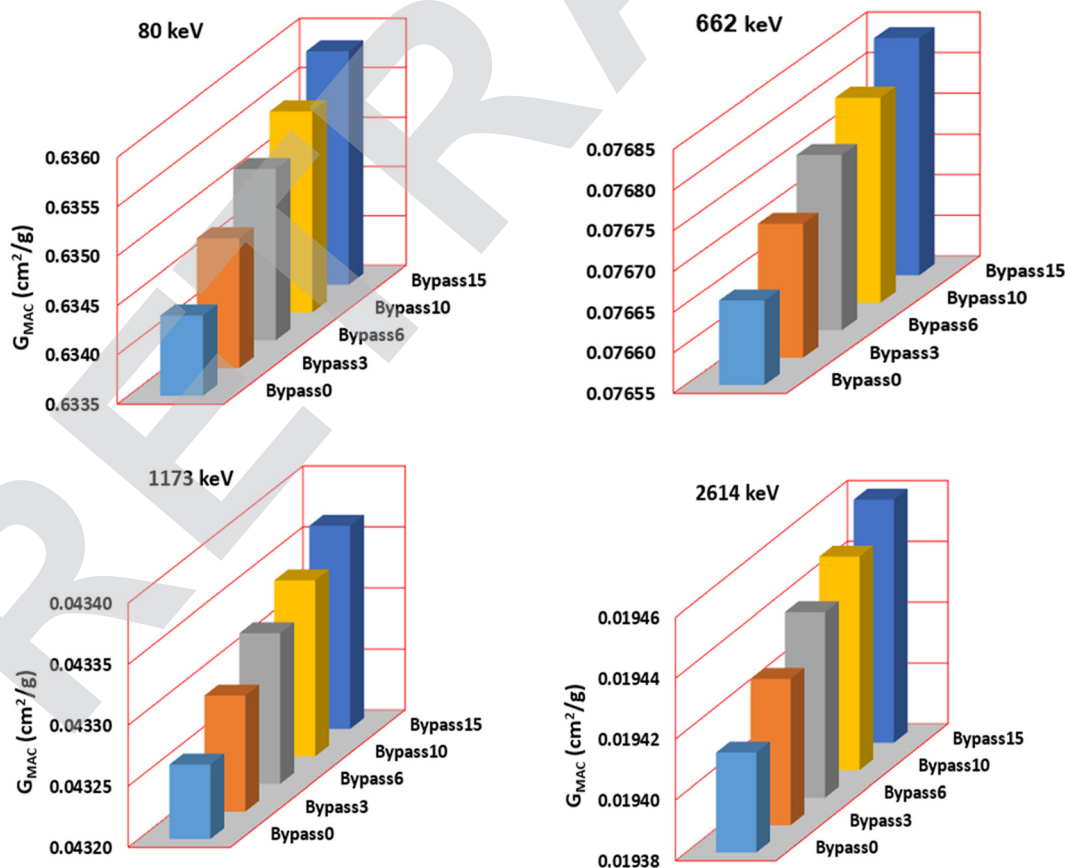 80 keV
0.6360
0.6355
0.6350
0.6345
0.6340
0.6335
G_MAC (cm²/g)
Bypass15
Bypass10
Bypass6
Bypass3
Bypass0
662 keV
0.07685
0.07680
0.07675
0.07670
0.07665
0.07660
0.07655
Bypass15
Bypass10
Bypass6
Bypass3
Bypass0
1173 keV
0.04340
0.04335
0.04330
0.04325
0.04320
G_MAC (cm²/g)
Bypass15
Bypass10
Bypass6
Bypass3
Bypass0
2614 keV
0.01946
0.01944
0.01942
0.01940
0.01938
G_MAC (cm²/g)
Bypass15
Bypass10
Bypass6
Bypass3
Bypass0
RETRA